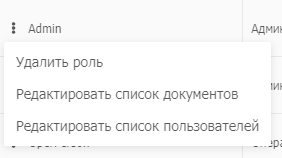 Admin Админ
Удалить роль
Редактировать список документов
Редактировать список пользователей